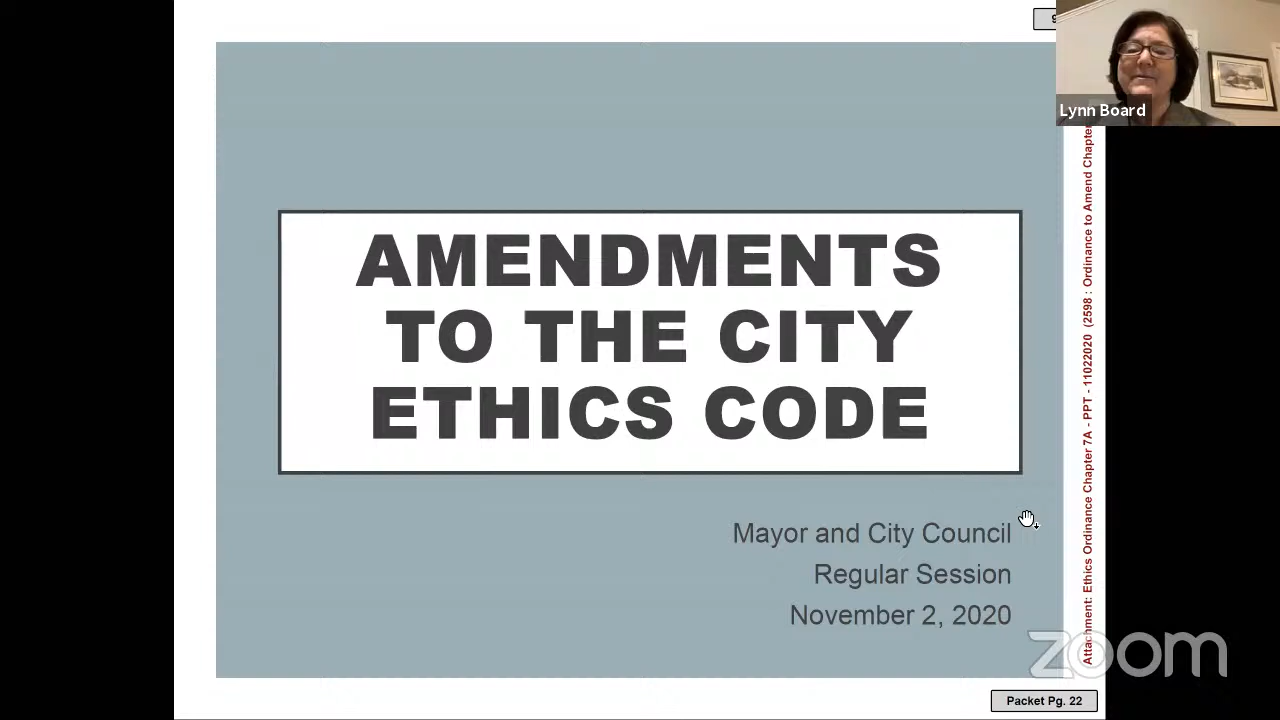 9
Lynn Board
AMENDMENTS
TO THE CITY
ETHICS CODE
Mayor and City Council
Regular Session
November 2, 2020
Attachment: Ethics Ordinance Chapter 7A - PPT - 11022020 (2598 : Ordinance to Amend Chapter
zoom
Packet Pg. 22